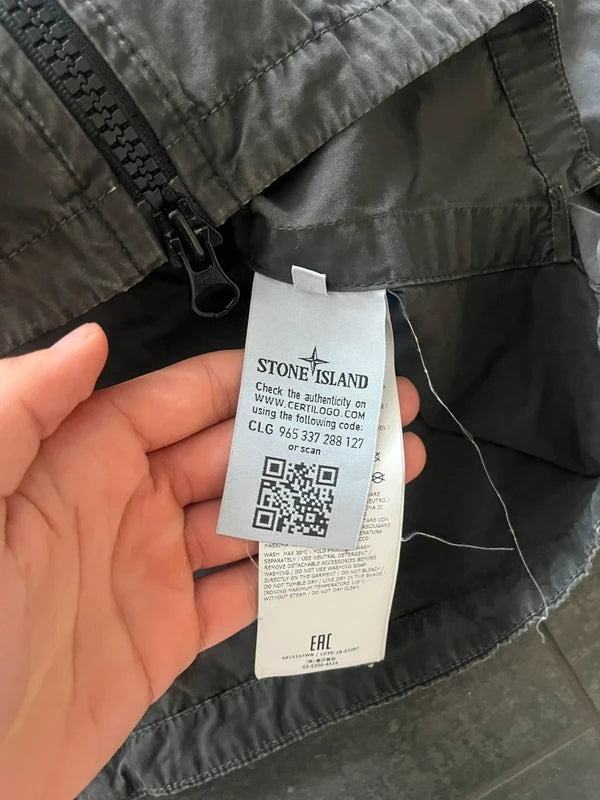 STONE ISLAND
Check the authenticity on
WWW.CERTILOGO.COM
using the following code:
CLG 965 337 288 127
or scan
WASH MAX 30°C - MILD WASH
SEPARATELY / USE NEUTRAL DETERGENT /
REMOVE DETACHABLE ACCESSORIES BEFORE
WASHING / DO NOT USE WASHING SOAP
DIRECTLY ON THE GARMENT / DO NOT BLEACH /
DO NOT TUMBLE DRY / LINE DRY IN THE SHADE /
IRONING MAXIMUM TEMPERATURE 110°C -
WITHOUT STEAM / DO NOT DRY CLEAN.
EAC